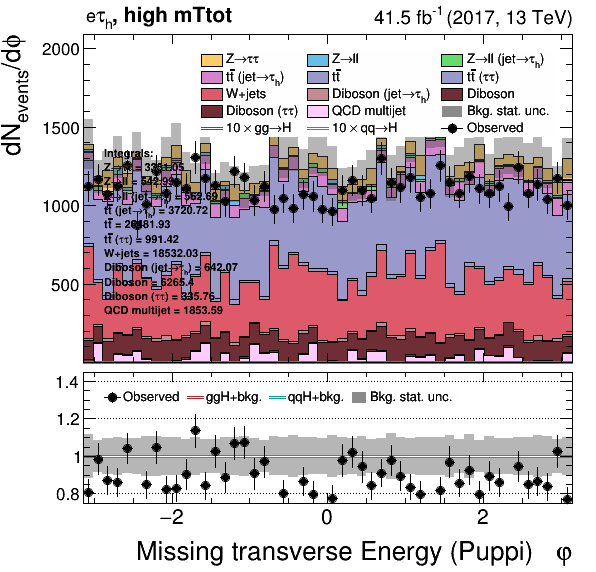 eτh, high mTtot 41.5 fb⁻¹ (2017, 13 TeV)
dNevents/dϕ
2000
1500
1000
500
Z→ττ Z→ll Z→ll (jet→τh)
tt̄ (jet→τh) tt̄ tt̄ (ττ)
W+jets Diboson (jet→τh) Diboson
Diboson (ττ) QCD multijet Bkg. stat. unc.
10 × gg→H 10 × qq→H Observed
Integrals:
tt̄ (jet→τh) = 3720.72
tt̄ (ττ) = 991.42
W+jets = 18532.03
Diboson (jet→τh) = 642.07
Diboson = 6265.4
Diboson (ττ) = 335.76
QCD multijet = 1853.59
1.4
1.2
1
0.8
Observed ggH+bkg. qqH+bkg. Bkg. stat. unc.
−2 0 2
Missing transverse Energy (Puppi) φ